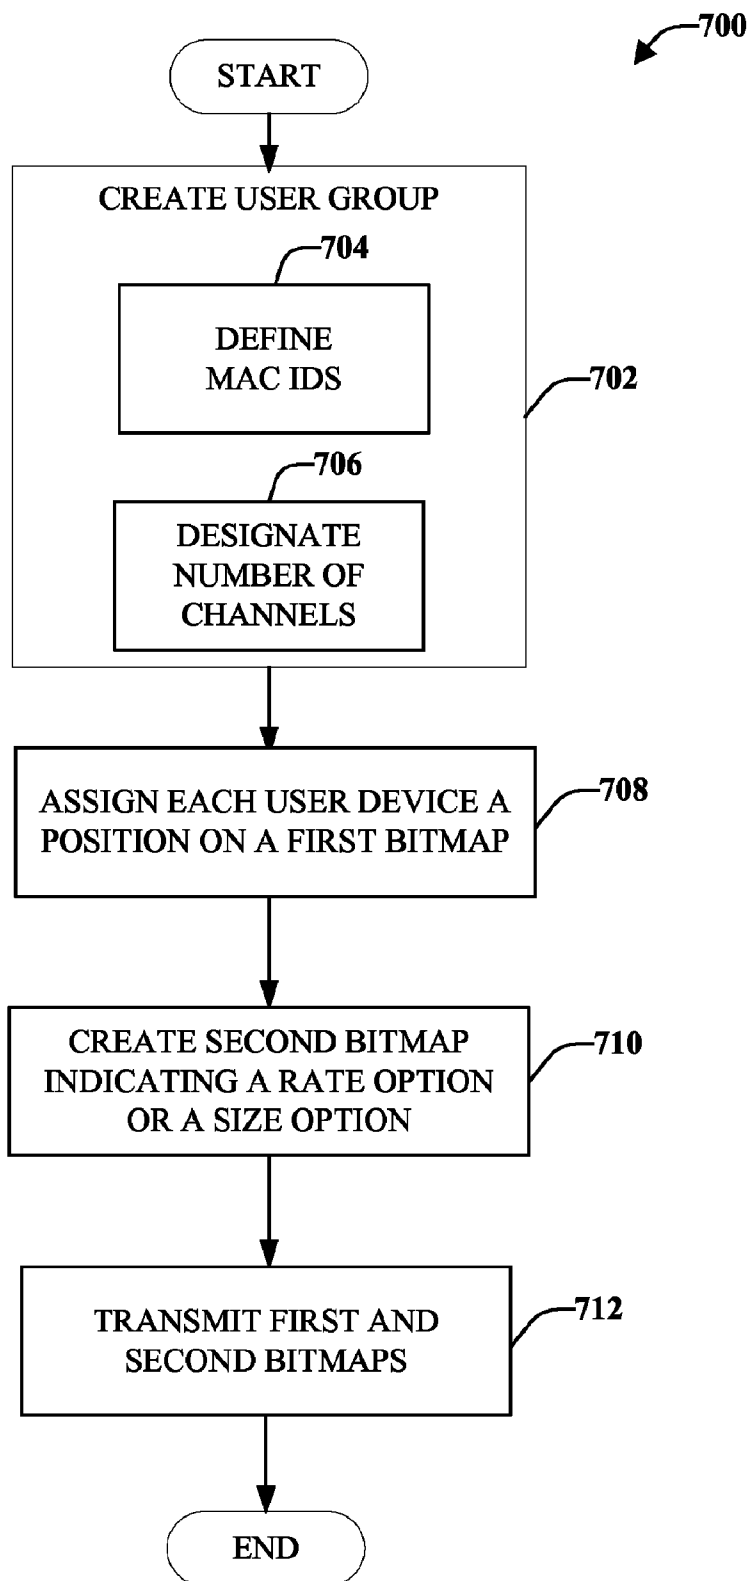 700
START
CREATE USER GROUP
704
DEFINE
MAC IDS
702
706
DESIGNATE
NUMBER OF
CHANNELS
708
ASSIGN EACH USER DEVICE A
POSITION ON A FIRST BITMAP
CREATE SECOND BITMAP
INDICATING A RATE OPTION
OR A SIZE OPTION
710
TRANSMIT FIRST AND
SECOND BITMAPS
712
END